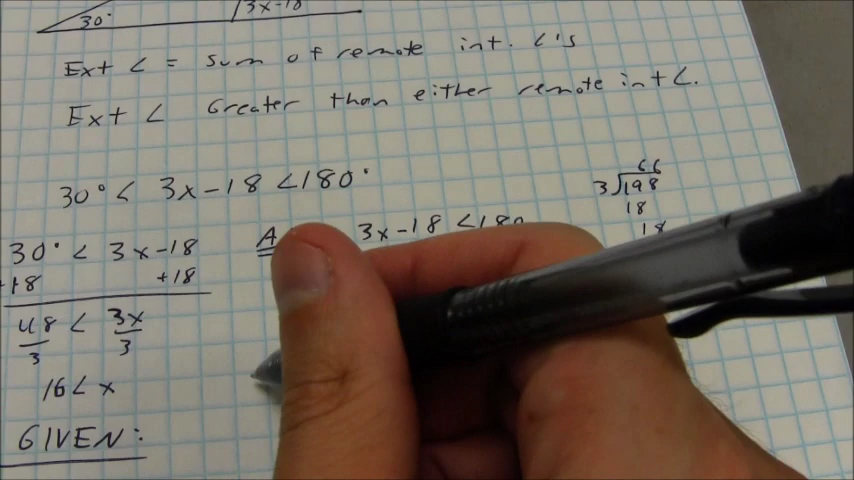 30°
3x-18
Ext ∠ = Sum of remote int. ∠'s
Ext ∠ Greater than either remote int ∠.
30° < 3x-18 < 180°
30° < 3x-18
+18 +18
48 < 3x
3 3
16 < x
GIVEN:
A
3x-18 < 180
66
3 198
18
18